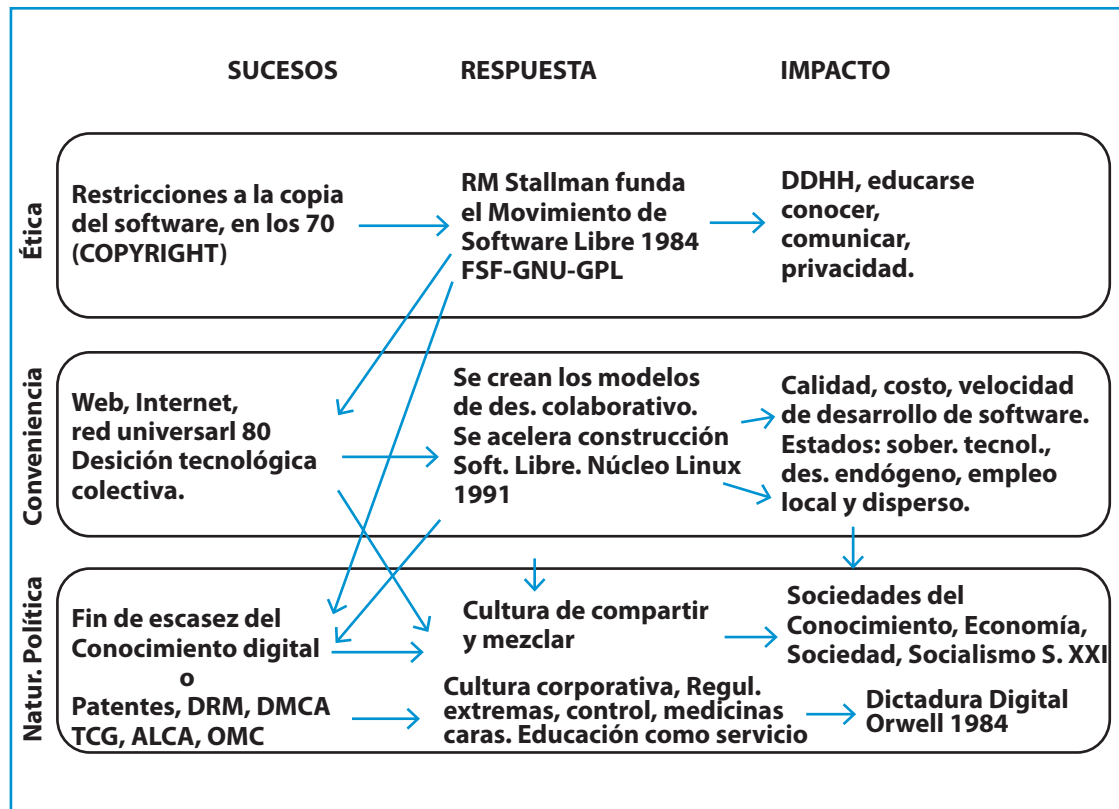 SUCESOS
RESPUESTA
IMPACTO
Ética
Restricciones a la copia
del software, en los 70
(COPYRIGHT)
RM Stallman funda
el Movimiento de
Software Libre 1984
FSF-GNU-GPL
DDHH, educarse
conocer,
comunicar,
privacidad.
Conveniencia
Web, Internet,
red universarl 80
Desición tecnológica
colectiva.
Se crean los modelos
de des. colaborativo.
Se acelera construcción
Soft. Libre. Núcleo Linux
1991
Calidad, costo, velocidad
de desarrollo de software.
Estados: sober. tecnol.,
des. endógeno, empleo
local y disperso.
Natur. Política
Fin de escasez del
Conocimiento digital
o
Patentes, DRM, DMCA
TCG, ALCA, OMC
Cultura de compartir
y mezclar
Sociedades del
Conocimiento, Economía,
Sociedad, Socialismo S. XXI
Cultura corporativa, Regul.
extremas, control, medicinas
caras. Educación como servicio
Dictadura Digital
Orwell 1984